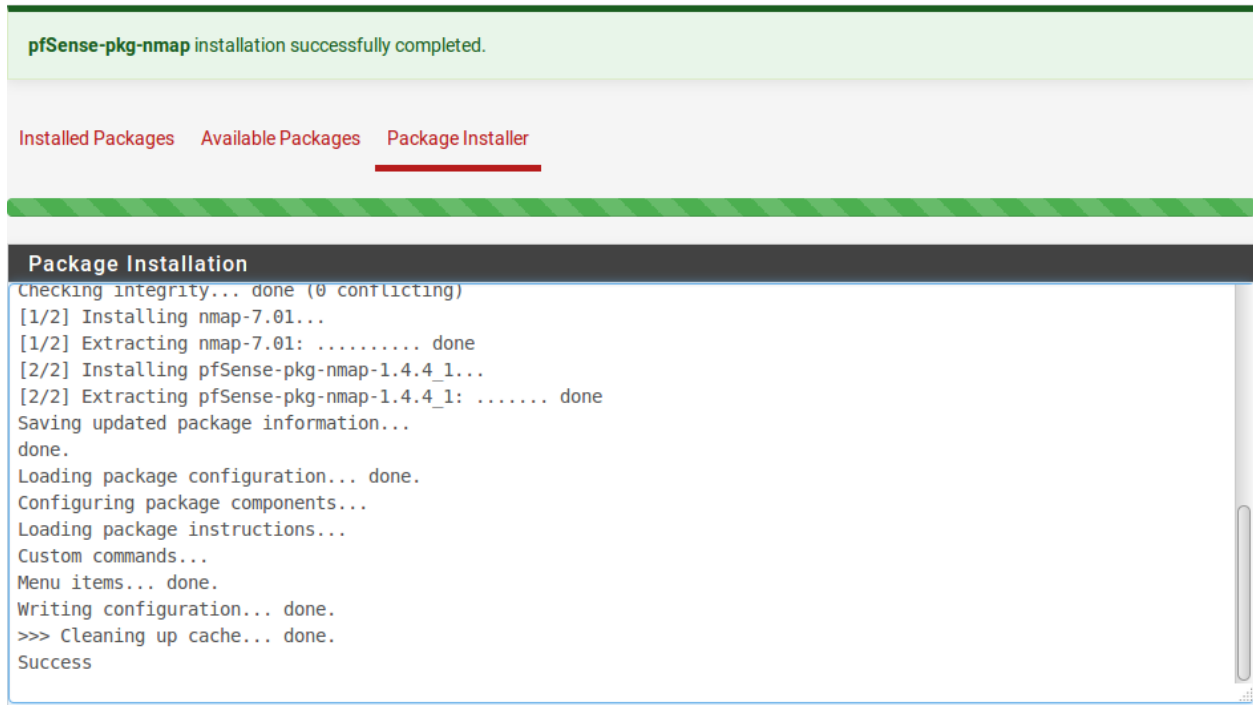 pfSense-pkg-nmap installation successfully completed.
Installed Packages Available Packages Package Installer
Package Installation
Checking integrity... done (0 conflicting)
[1/2] Installing nmap-7.01...
[1/2] Extracting nmap-7.01: .......... done
[2/2] Installing pfSense-pkg-nmap-1.4.4_1...
[2/2] Extracting pfSense-pkg-nmap-1.4.4_1: ....... done
Saving updated package information...
done.
Loading package configuration... done.
Configuring package components...
Loading package instructions...
Custom commands...
Menu items... done.
Writing configuration... done.
>>> Cleaning up cache... done.
Success